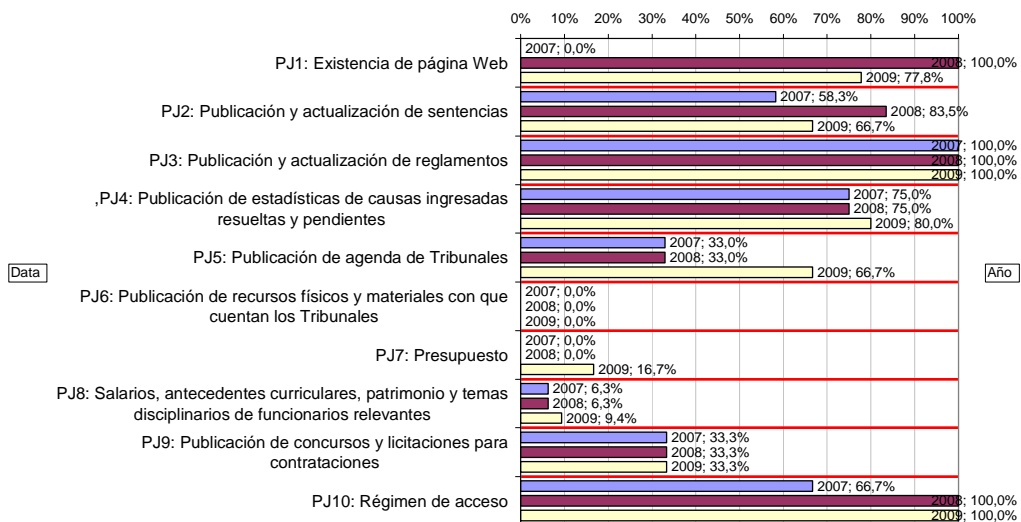 0% 10% 20% 30% 40% 50% 60% 70% 80% 90% 100%
PJ1: Existencia de página Web
2007; 0,0%
2008; 100,0%
2009; 77,8%
PJ2: Publicación y actualización de sentencias
2007; 58,3%
2008; 83,5%
2009; 66,7%
PJ3: Publicación y actualización de reglamentos
2007; 100,0%
2008; 100,0%
2009; 100,0%
,PJ4: Publicación de estadísticas de causas ingresadas
resueltas y pendientes
2007; 75,0%
2008; 75,0%
2009; 80,0%
PJ5: Publicación de agenda de Tribunales
2007; 33,0%
2008; 33,0%
2009; 66,7%
Data
Año
PJ6: Publicación de recursos físicos y materiales con que
cuentan los Tribunales
2007; 0,0%
2008; 0,0%
2009; 0,0%
PJ7: Presupuesto
2007; 0,0%
2008; 0,0%
2009; 16,7%
PJ8: Salarios, antecedentes curriculares, patrimonio y temas
disciplinarios de funcionarios relevantes
2007; 6,3%
2008; 6,3%
2009; 9,4%
PJ9: Publicación de concursos y licitaciones para
contrataciones
2007; 33,3%
2008; 33,3%
2009; 33,3%
PJ10: Régimen de acceso
2007; 66,7%
2008; 100,0%
2009; 100,0%